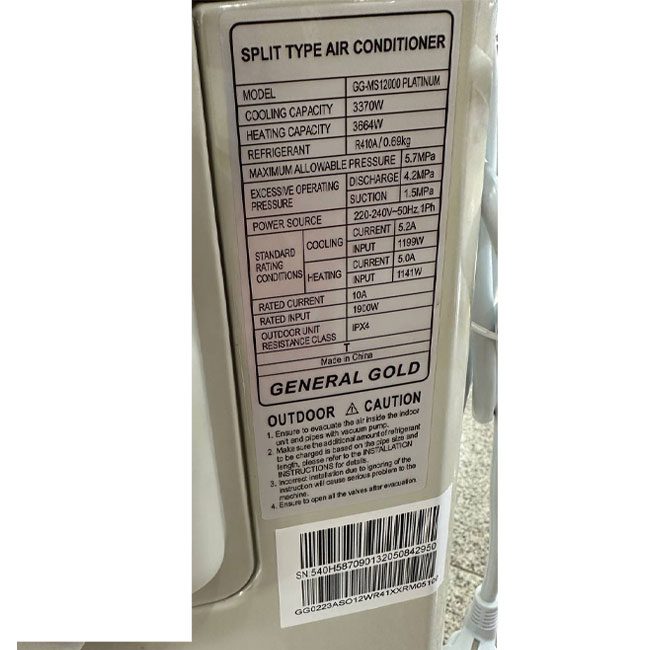 SPLIT TYPE AIR CONDITIONER
MODEL GG-MS12000 PLATINUM
COOLING CAPACITY 3370W
HEATING CAPACITY 3664W
REFRIGERANT R410A/0.69kg
MAXIMUM ALLOWABLE PRESSURE 5.7MPa
EXCESSIVE OPERATING PRESSURE DISCHARGE 4.2MPa
SUCTION 1.5MPa
POWER SOURCE 220-240V~50Hz, 1Ph
STANDARD RATING CONDITIONS COOLING CURRENT 5.2A
INPUT 1199W
HEATING CURRENT 5.0A
INPUT 1141W
RATED CURRENT 10A
RATED INPUT 1900W
OUTDOOR UNIT RESISTANCE CLASS IPX4
T
Made in China
GENERAL GOLD
OUTDOOR ⚠ CAUTION
1. Ensure to evacuate the air inside the indoor
unit and pipes with vacuum pump.
2. Make sure the additional amount of refrigerant
to be charged is based on the pipe size and
length, please refer to the INSTALLATION
INSTRUCTIONS for details.
3. Incorrect installation due to ignoring of the
instruction will cause serious problem to the
machine.
4. Ensure to open all the valves after evacuation.
SN:540H587090132050842950